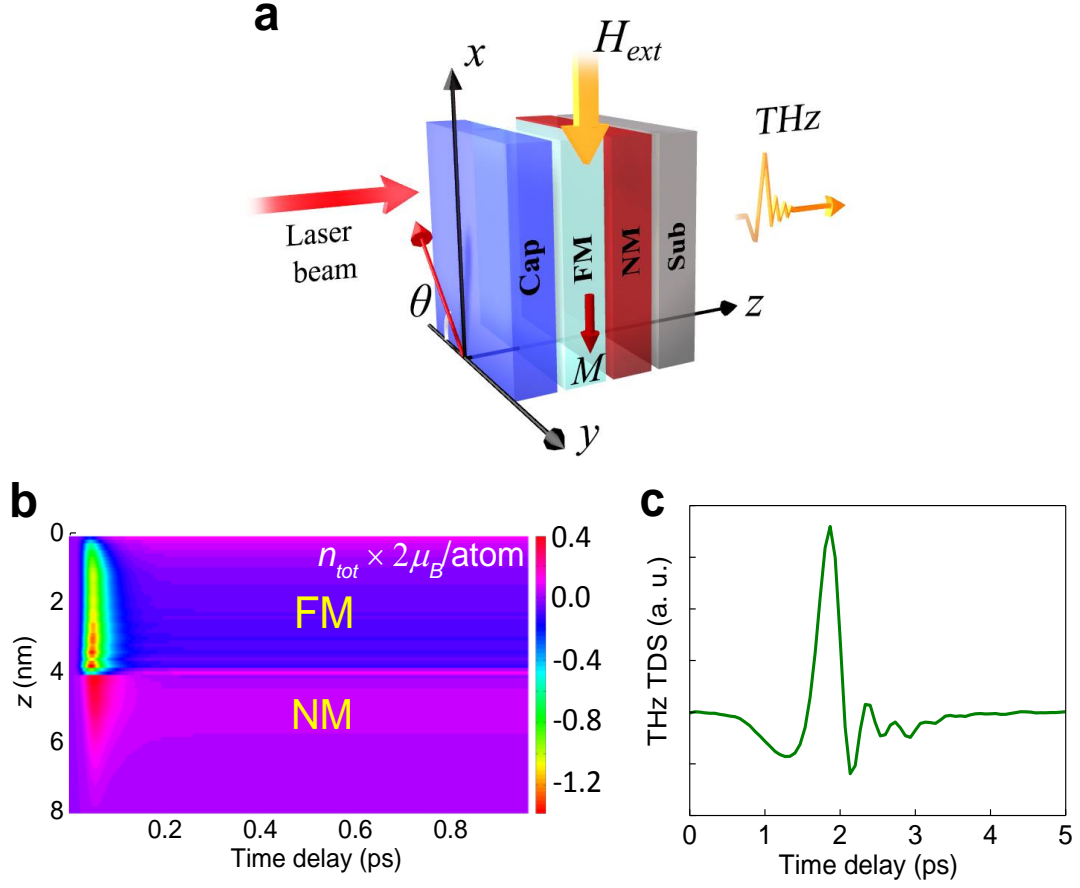 a
x
H_ext
THz
Laser
beam
Cap
FM
NM
Sub
θ
z
M
y
b
n_tot × 2μ_B/atom
FM
NM
0
2
4
6
8
z (nm)
0.2 0.4 0.6 0.8
Time delay (ps)
0.4
0.0
-0.4
-0.8
-1.2
c
THz TDS (a. u.)
0 1 2 3 4 5
Time delay (ps)